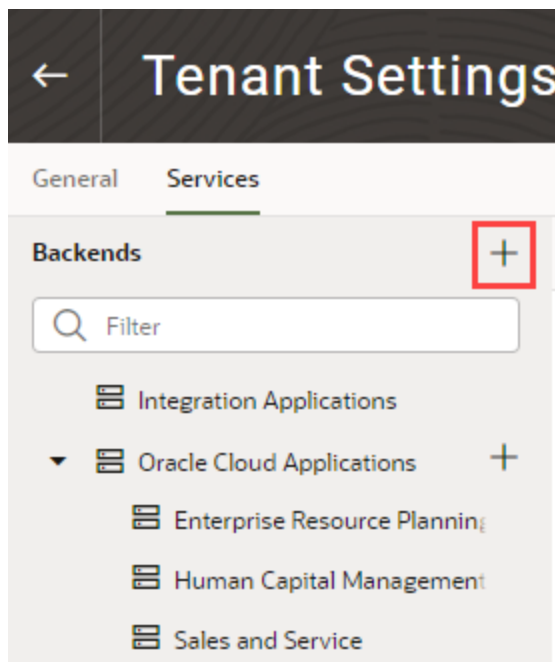 Tenant Settings
General Services
Backends
Filter
Integration Applications
Oracle Cloud Applications
Enterprise Resource Planning
Human Capital Management
Sales and Service